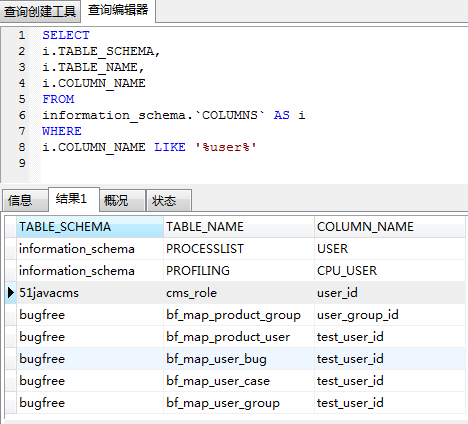 查询创建工具 查询编辑器
1 SELECT
2 i.TABLE_SCHEMA,
3 i.TABLE_NAME,
4 i.COLUMN_NAME
5 FROM
6 information_schema.`COLUMNS` AS i
7 WHERE
8 i.COLUMN_NAME LIKE '%user%'
9
信息 结果1 概况 状态
TABLE_SCHEMA TABLE_NAME COLUMN_NAME
information_schema PROCESSLIST USER
information_schema PROFILING CPU_USER
51javacms cms_role user_id
bugfree bf_map_product_group user_group_id
bugfree bf_map_product_user test_user_id
bugfree bf_map_user_bug test_user_id
bugfree bf_map_user_case test_user_id
bugfree bf_map_user_group test_user_id